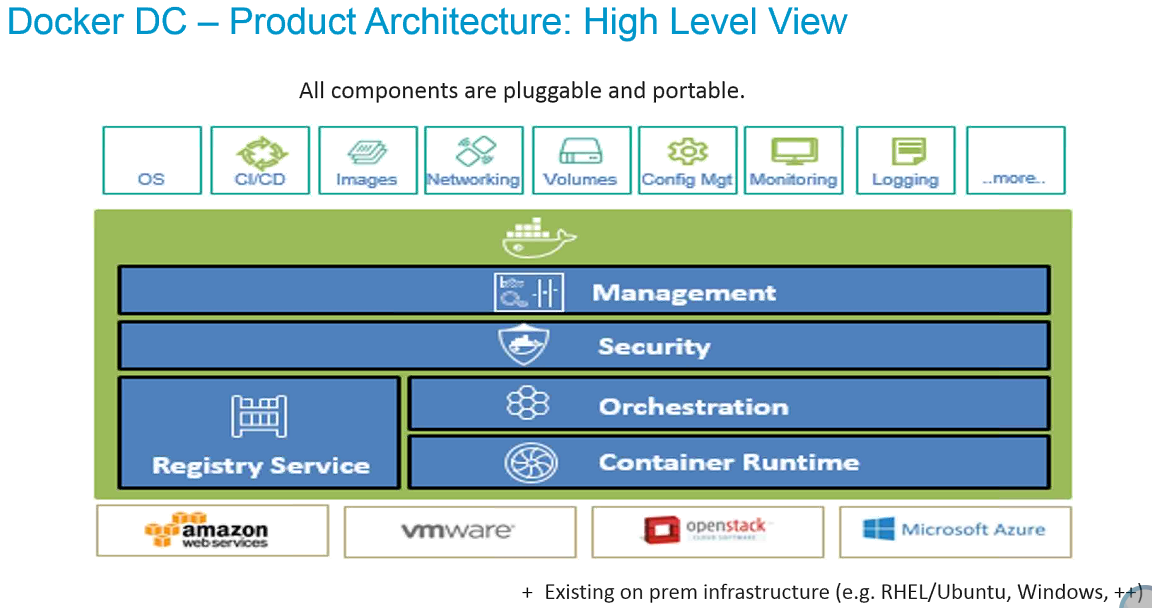 Docker DC – Product Architecture: High Level View
All components are pluggable and portable.
OS
CI/CD
Images
Networking
Volumes
Config Mgt
Monitoring
Logging
..more..
Management
Security
Registry Service
Orchestration
Container Runtime
amazon
web services
vmware
openstack
CLOUD SOFTWARE
Microsoft Azure
+ Existing on prem infrastructure (e.g. RHEL/Ubuntu, Windows, ++)